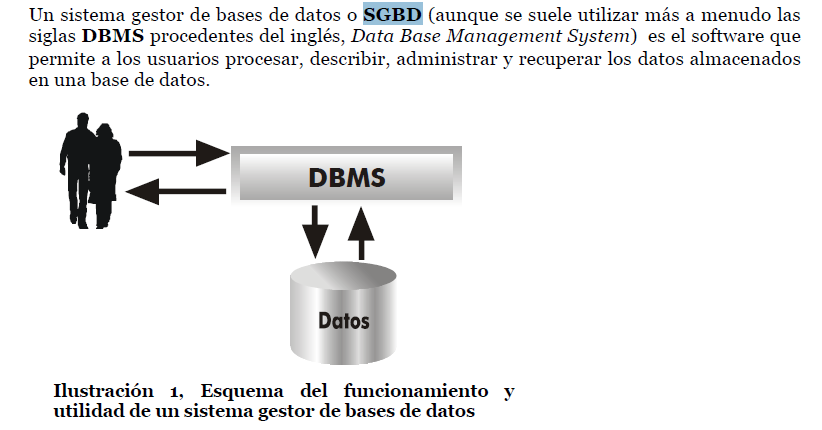 Un sistema gestor de bases de datos o SGBD (aunque se suele utilizar más a menudo las
siglas DBMS procedentes del inglés, Data Base Management System) es el software que
permite a los usuarios procesar, describir, administrar y recuperar los datos almacenados
en una base de datos.
DBMS
Datos
Ilustración 1, Esquema del funcionamiento y
utilidad de un sistema gestor de bases de datos